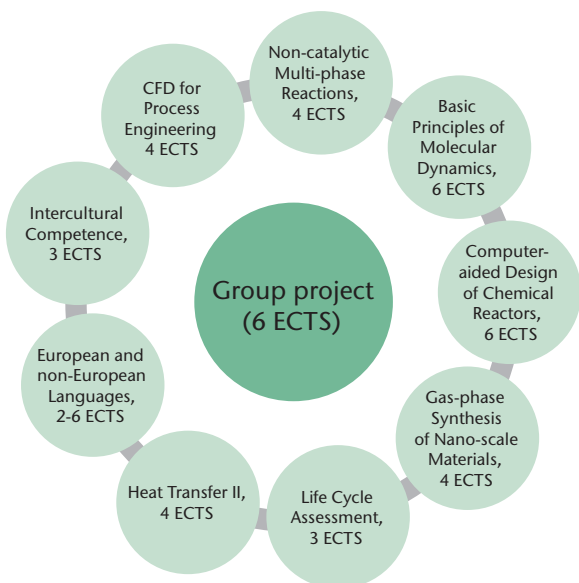 Non-catalytic
Multi-phase
Reactions,
4 ECTS
CFD for
Process
Engineering
4 ECTS
Basic
Principles of
Molecular
Dynamics,
6 ECTS
Intercultural
Competence,
3 ECTS
Computer-
aided Design
of Chemical
Reactors,
6 ECTS
Group project
(6 ECTS)
European and
non-European
Languages,
2-6 ECTS
Gas-phase
Synthesis
of Nano-scale
Materials,
4 ECTS
Heat Transfer II,
4 ECTS
Life Cycle
Assessment,
3 ECTS